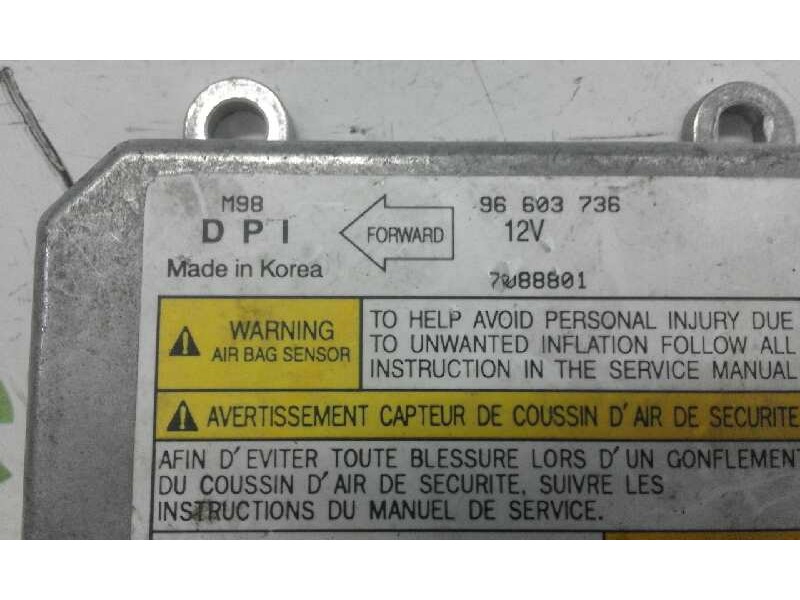 M98
DPI
FORWARD
96 603 736
12V
Made in Korea
WARNING
AIR BAG SENSOR
TO HELP AVOID PERSONAL INJURY DUE
TO UNWANTED INFLATION FOLLOW ALL
INSTRUCTION IN THE SERVICE MANUAL
AVERTISSEMENT CAPTEUR DE COUSSIN D'AIR DE SECURITE
AFIN D'EVITER TOUTE BLESSURE LORS D'UN GONFLEMENT
DU COUSSIN D'AIR DE SECURITE, SUIVRE LES
INSTRUCTIONS DU MANUEL DE SERVICE.